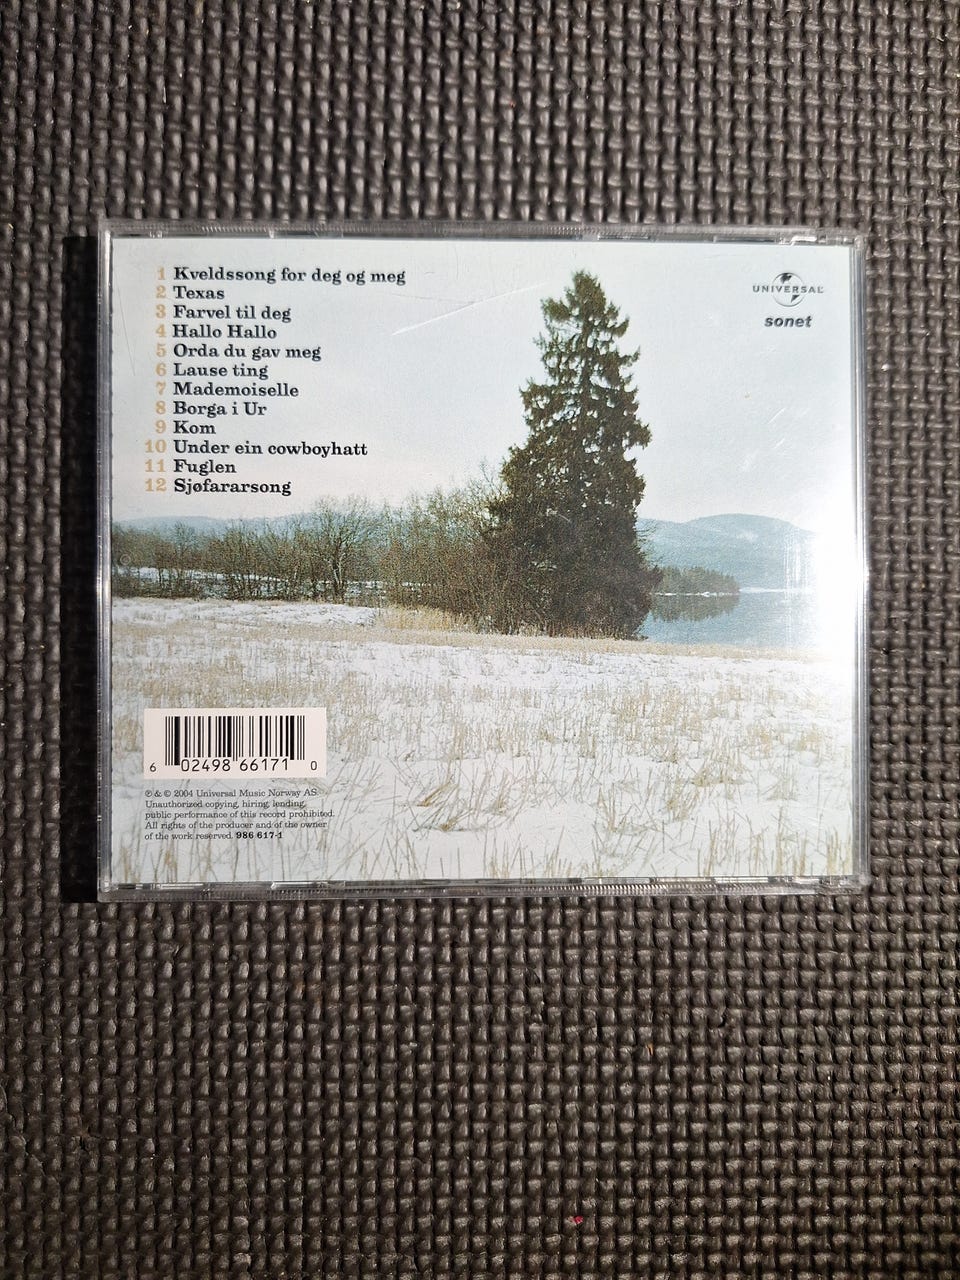 1 Kveldssong for deg og meg
2 Texas
3 Farvel til deg
4 Hallo Hallo
5 Orda du gav meg
6 Lause ting
7 Mademoiselle
8 Borga i Ur
9 Kom
10 Under ein cowboyhatt
11 Fuglen
12 Sjøfararsong
UNIVERSAL
sonet
6 02498 66171 0
℗ & © 2004 Universal Music Norway AS.
Unauthorized copying, hiring, lending,
public performance of this record prohibited.
All rights of the producer and of the owner
of the work reserved. 986 617-1